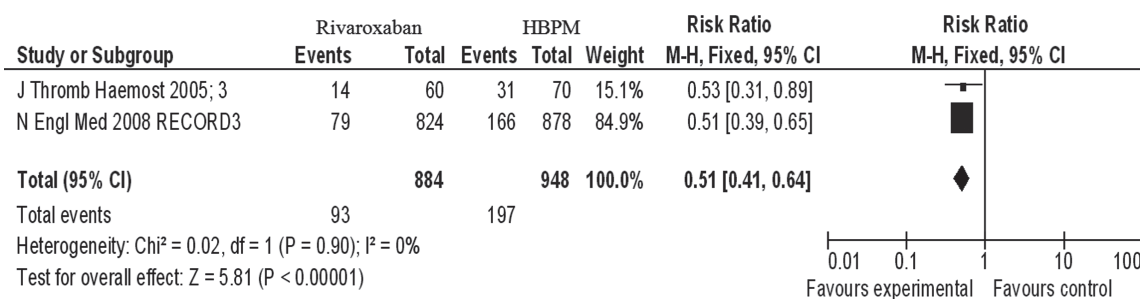 Rivaroxaban HBPM Risk Ratio Risk Ratio
Study or Subgroup Events Total Events Total Weight M-H, Fixed, 95% CI M-H, Fixed, 95% CI
J Thromb Haemost 2005; 3 14 60 31 70 15.1% 0.53 [0.31, 0.89]
N Engl Med 2008 RECORD3 79 824 166 878 84.9% 0.51 [0.39, 0.65]
Total (95% CI) 884 948 100.0% 0.51 [0.41, 0.64]
Total events 93 197
Heterogeneity: Chi² = 0.02, df = 1 (P = 0.90); I² = 0%
Test for overall effect: Z = 5.81 (P < 0.00001)
0.01 0.1 1 10 100
Favours experimental Favours control